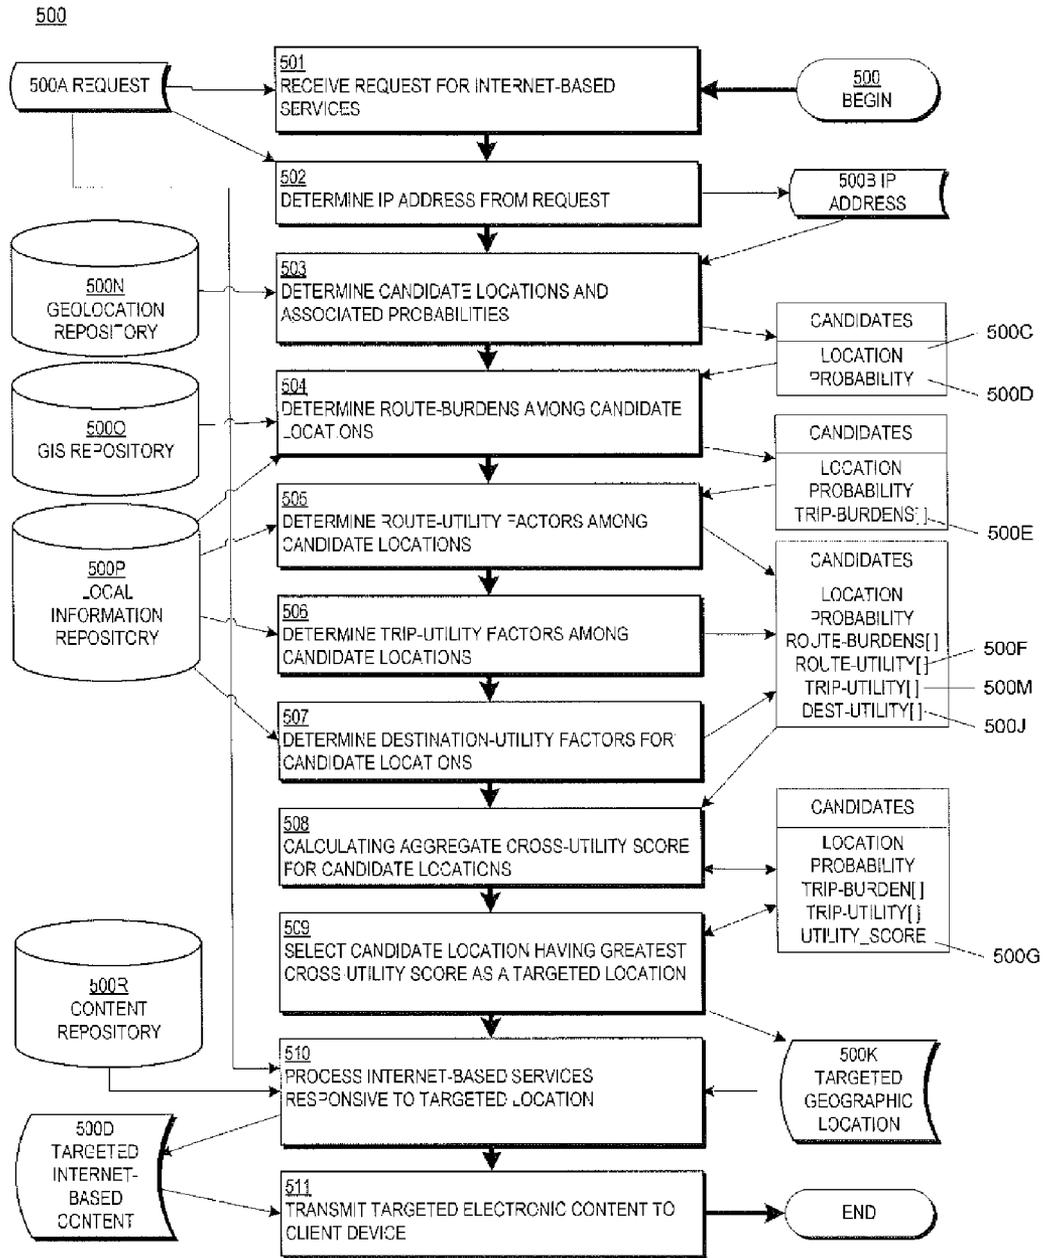 500
500A REQUEST
501
RECEIVE REQUEST FOR INTERNET-BASED
SERVICES
500
BEGIN
502
DETERMINE IP ADDRESS FROM REQUEST
500B IP
ADDRESS
500N
GEOLOCATION
REPOSITORY
503
DETERMINE CANDIDATE LOCATIONS AND
ASSOCIATED PROBABILITIES
CANDIDATES
LOCATION
PROBABILITY
500C
500D
500O
GIS REPOSITORY
504
DETERMINE ROUTE-BURDENS AMONG CANDIDATE
LOCATIONS
CANDIDATES
LOCATION
PROBABILITY
TRIP-BURDENS[ ]
500E
500P
LOCAL
INFORMATION
REPOSITORY
505
DETERMINE ROUTE-UTILITY FACTORS AMONG
CANDIDATE LOCATIONS
CANDIDATES
LOCATION
PROBABILITY
ROUTE-BURDENS[ ]
ROUTE-UTILITY[ ]
TRIP-UTILITY[ ]
DEST-UTILITY[ ]
500F
500M
500J
506
DETERMINE TRIP-UTILITY FACTORS AMONG
CANDIDATE LOCATIONS
507
DETERMINE DESTINATION-UTILITY FACTORS FOR
CANDIDATE LOCATIONS
508
CALCULATING AGGREGATE CROSS-UTILITY SCORE
FOR CANDIDATE LOCATIONS
CANDIDATES
LOCATION
PROBABILITY
TRIP-BURDEN[ ]
TRIP-UTILITY[ ]
UTILITY_SCORE
500G
509
SELECT CANDIDATE LOCATION HAVING GREATEST
CROSS-UTILITY SCORE AS A TARGETED LOCATION
500R
CONTENT
REPOSITORY
510
PROCESS INTERNET-BASED SERVICES
RESPONSIVE TO TARGETED LOCATION
500K
TARGETED
GEOGRAPHIC
LOCATION
500D
TARGETED
INTERNET-
BASED
CONTENT
511
TRANSMIT TARGETED ELECTRONIC CONTENT TO
CLIENT DEVICE
END